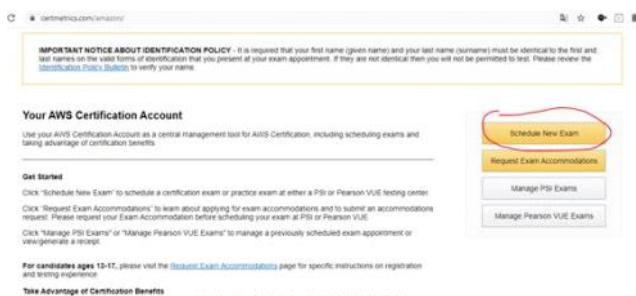 certmetrics.com/amazon/
IMPORTANT NOTICE ABOUT IDENTIFICATION POLICY - It is required that your first name (given name) and your last name (surname) must be identical to the first and
last names on the valid forms of identification that you present at your exam appointment. If they are not identical then you will not be permitted to test. Please review the
Identification Policy Bulletin to verify your name.
Your AWS Certification Account
Use your AWS Certification Account as a central management tool for AWS Certification, including scheduling exams and
taking advantage of certification benefits
Schedule New Exam
Request Exam Accommodations
Manage PSI Exams
Manage Pearson VUE Exams
Get Started
Click "Schedule New Exam" to schedule a certification exam or practice exam at either a PSI or Pearson VUE testing center.
Click "Request Exam Accommodations" to learn about applying for exam accommodations and to submit an accommodations
request. Please request your Exam Accommodation before scheduling your exam at PSI or Pearson VUE
Click "Manage PSI Exams" or "Manage Pearson VUE Exams" to manage a previously scheduled exam appointment or
view/generate a receipt.
For candidates ages 13-17, please visit the Request Exam Accommodations page for specific instructions on registration
and testing experience
Take Advantage of Certification Benefits